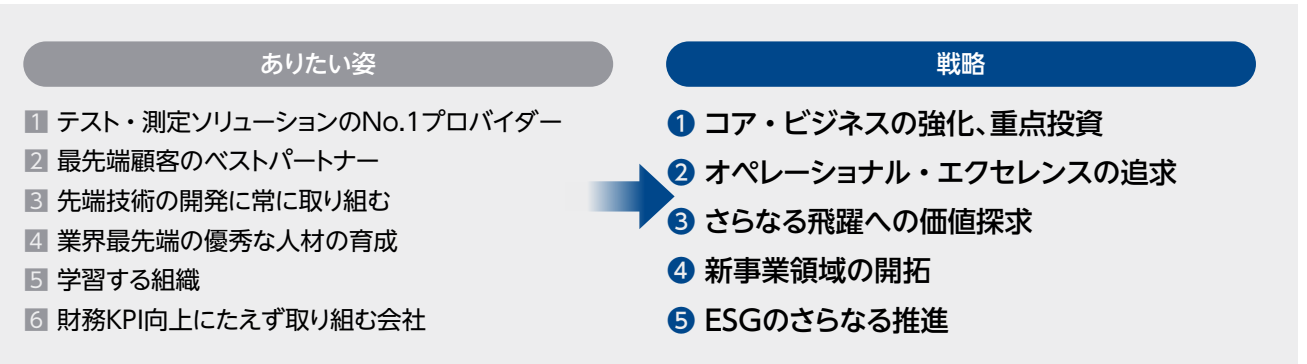 ありたい姿
1 テスト・測定ソリューションのNo.1プロバイダー
2 最先端顧客のベストパートナー
3 先端技術の開発に常に取り組む
4 業界最先端の優秀な人材の育成
5 学習する組織
6 財務KPI向上にたえず取り組む会社
戦略
❶ コア・ビジネスの強化、重点投資
❷ オペレーショナル・エクセレンスの追求
❸ さらなる飛躍への価値探求
❹ 新事業領域の開拓
❺ ESGのさらなる推進